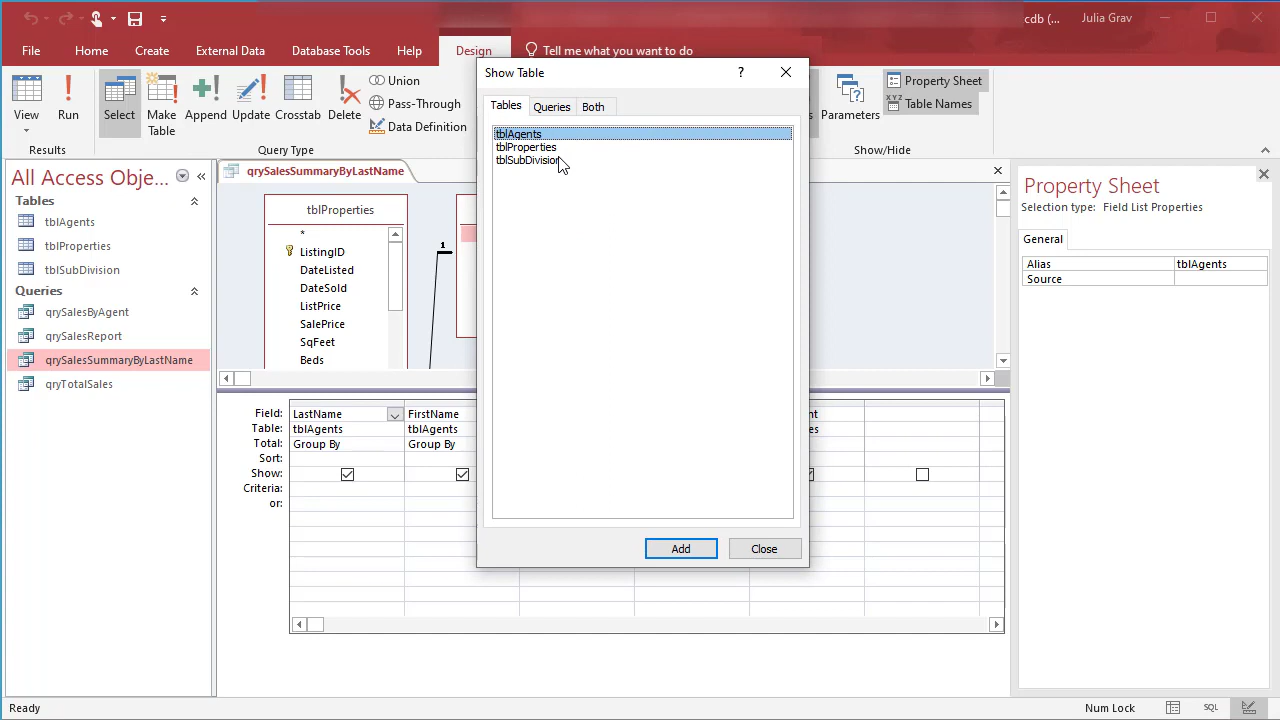 cdb (... Julia Grav
File Home Create External Data Database Tools Help Design Tell me what you want to do
View Run Select Make Table Append Update Crosstab Delete
Union
Pass-Through
Data Definition
Parameters
Property Sheet
Table Names
Results Query Type Show/Hide
All Access Obje...
Tables
tblAgents
tblProperties
tblSubDivision
Queries
qrySalesByAgent
qrySalesReport
qrySalesSummaryByLastName
qryTotalSales
qrySalesSummaryByLastName
tblProperties
*
ListingID
DateListed
DateSold
ListPrice
SalePrice
SqFeet
Beds
1
Field: LastName FirstName
Table: tblAgents tblAgents
Total: Group By Group By
Sort:
Show:
Criteria:
or:
Show Table
?
Tables Queries Both
tblAgents
tblProperties
tblSubDivision
Add Close
Property Sheet
Selection type: Field List Properties
General
Alias tblAgents
Source
Ready Num Lock SQL